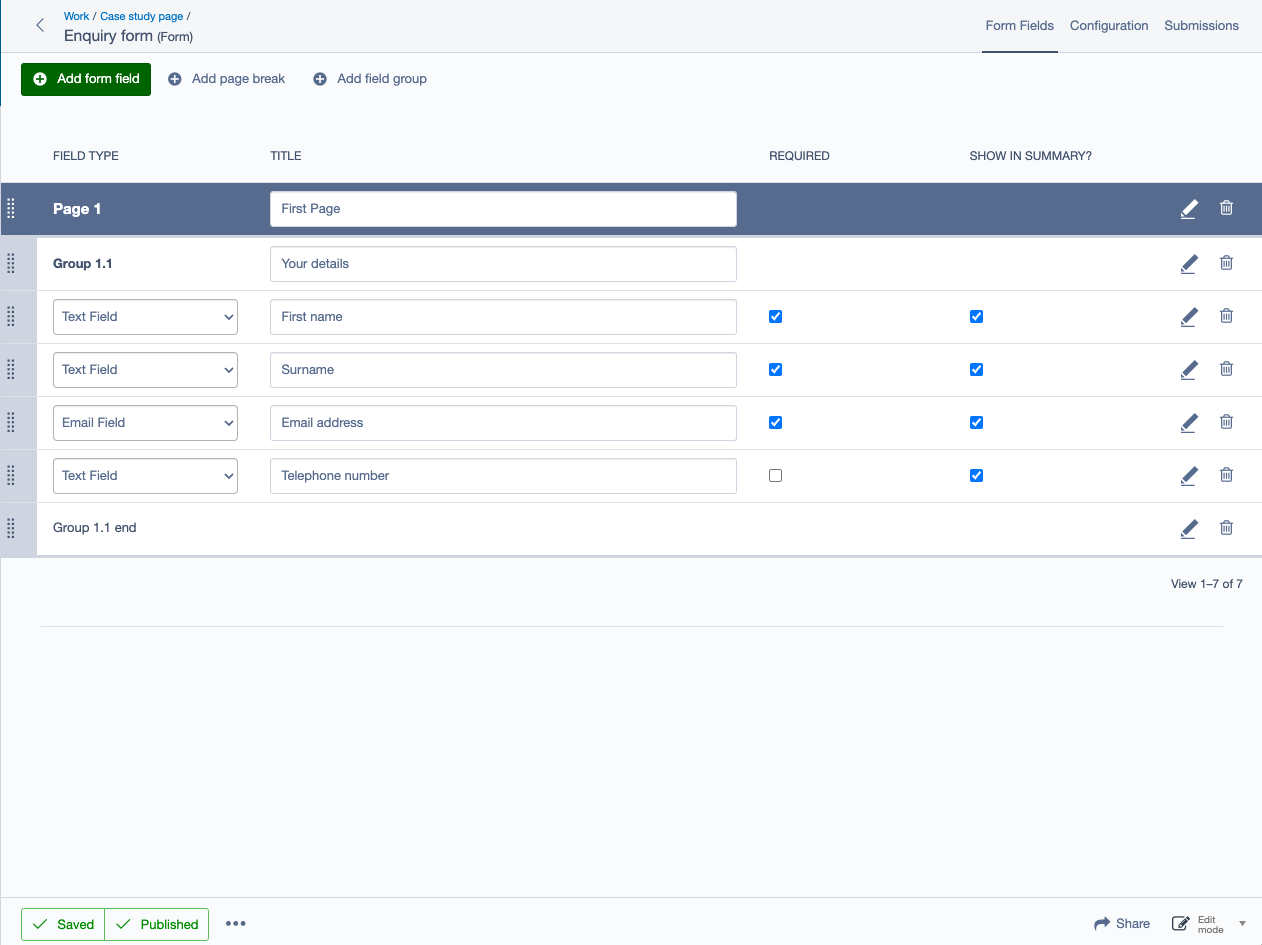 Work / Case study page /
Enquiry form (Form)
Form Fields Configuration Submissions
Add form field Add page break Add field group
FIELD TYPE TITLE REQUIRED SHOW IN SUMMARY?
Page 1 First Page
Group 1.1 Your details
Text Field First name
Text Field Surname
Email Field Email address
Text Field Telephone number
Group 1.1 end
View 1–7 of 7
Saved Published Share Edit mode